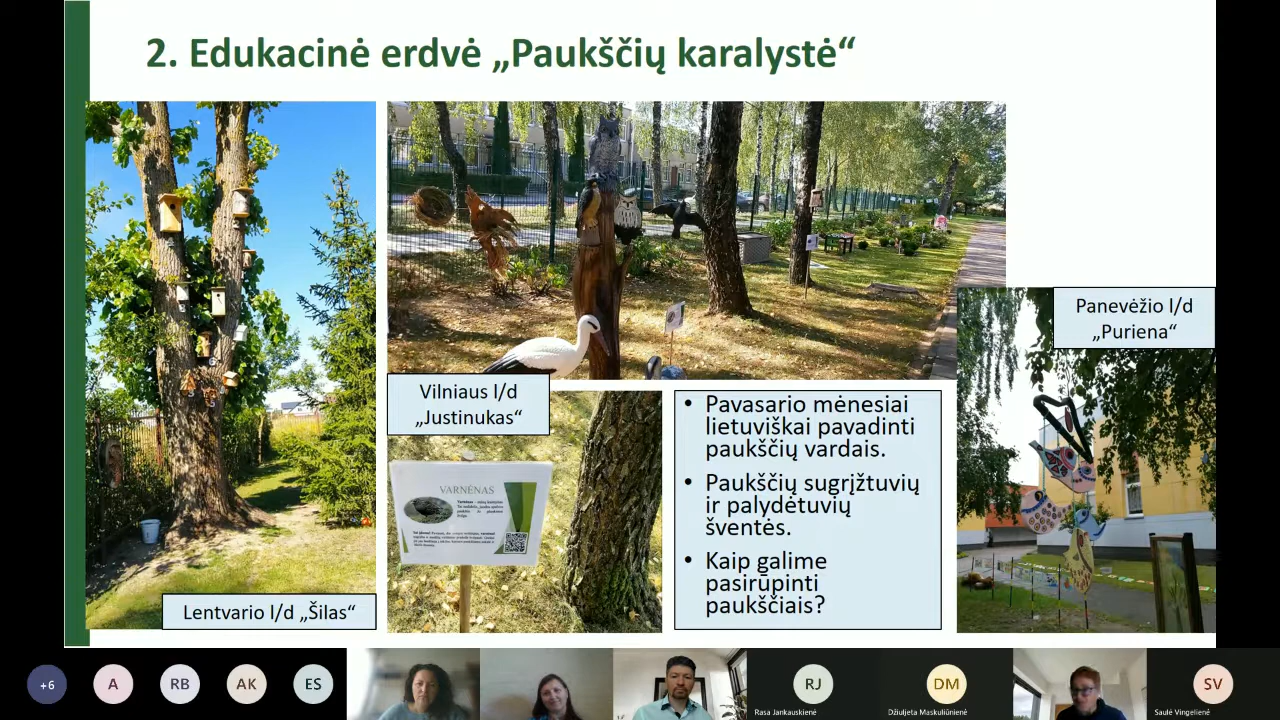 2. Edukacinė erdvė „Paukščių karalystė“
Panevėžio l/d
„Puriena“
Vilniaus l/d
„Justinukas“
• Pavasario mėnesiai
lietuviškai pavadinti
paukščių vardais.
• Paukščių sugrįžtuvių
ir palydėtuvių
šventės.
• Kaip galime
pasirūpinti
paukščiais?
VARNĖNAS
Lentvario l/d „Šilas“
+6
A
RB
AK
ES
RJ
Rasa Jankauskienė
DM
Džiuljeta Maskuliūnienė
SV
Saulė Vingelienė